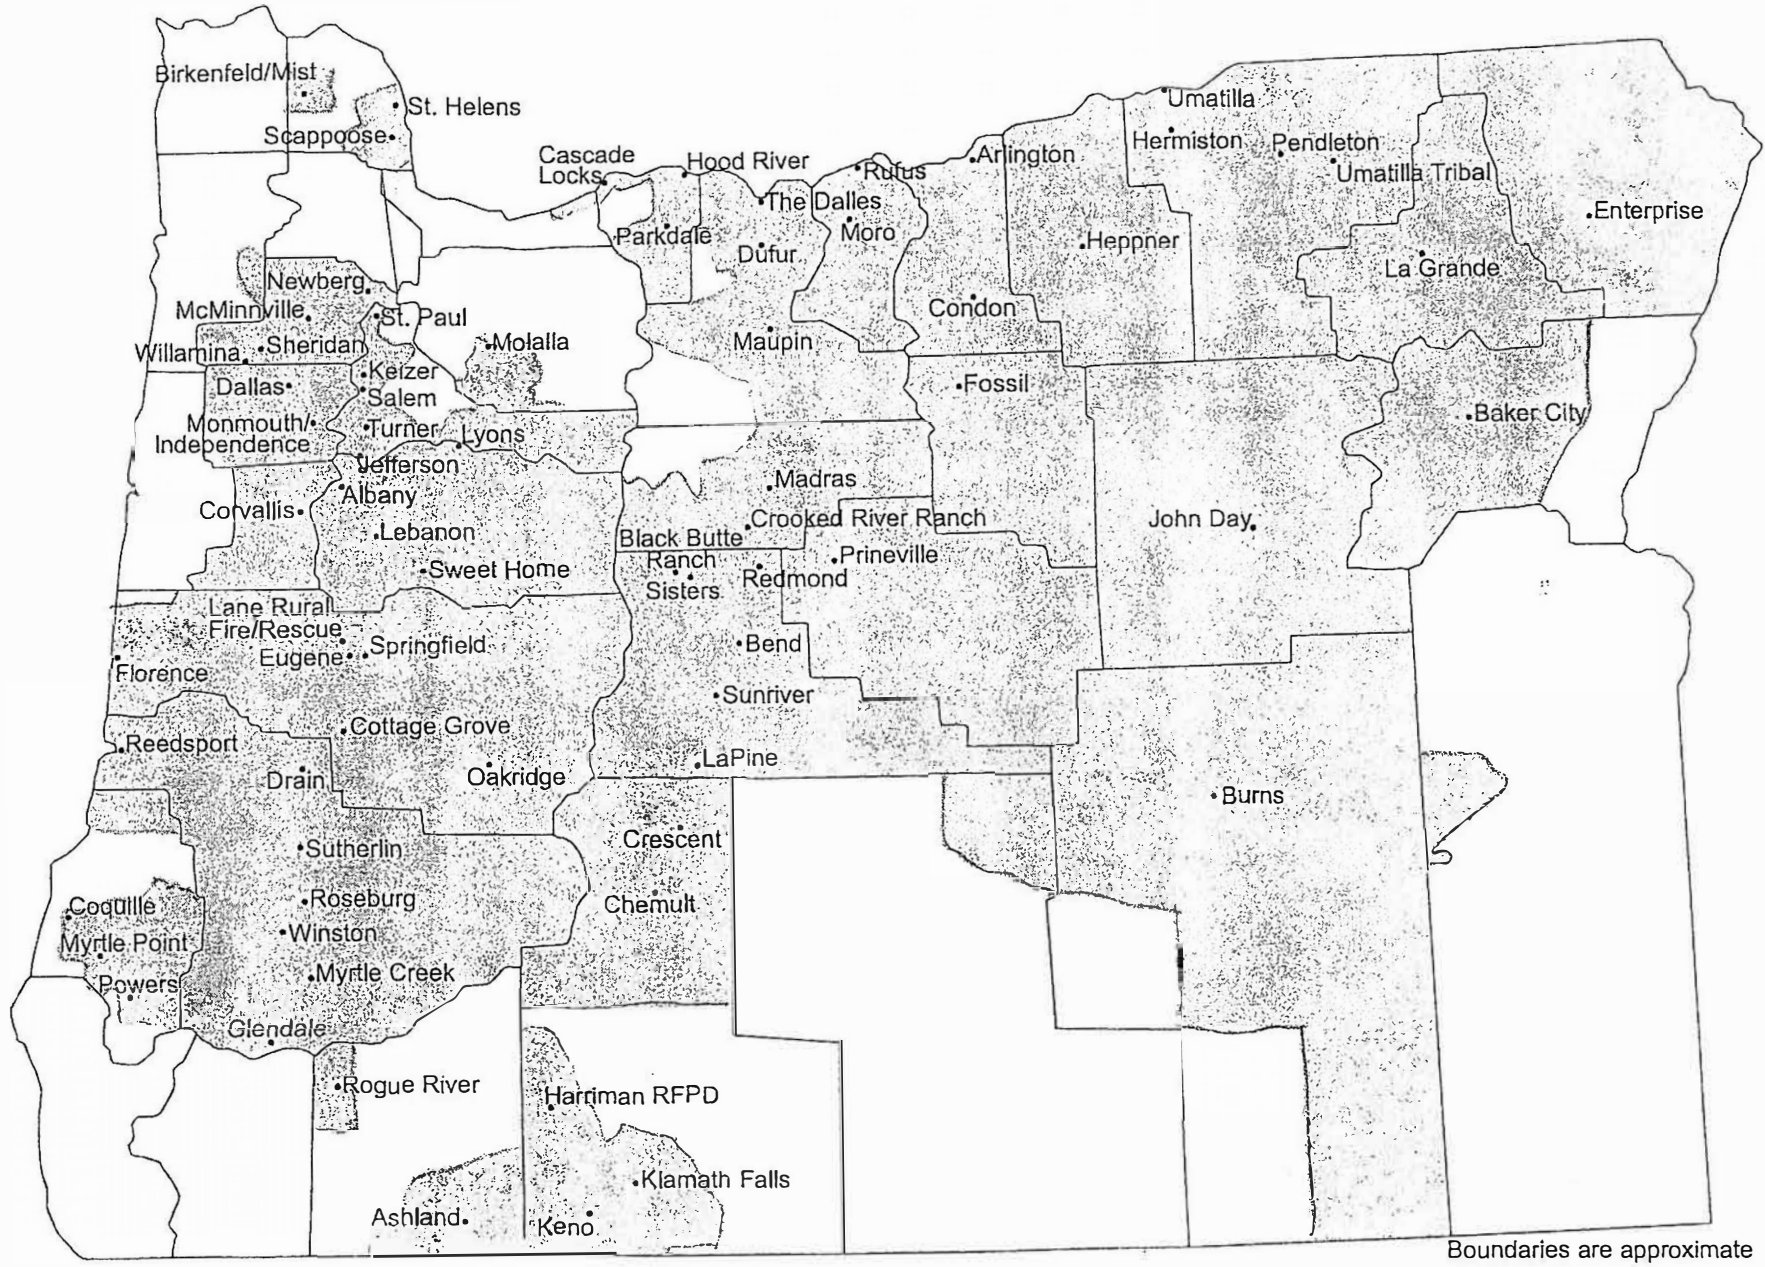 Birkenfeld/Mist
St. Helens
Scappoose
Cascade
Locks
Hood River
Rufus
Arlington
Umatilla
Hermiston
Pendleton
Umatilla Tribal
The Dalles
Parkdale
Dufur
Moro
Heppner
Enterprise
La Grande
Newberg
McMinnville
St. Paul
Condon
Willamina
Sheridan
Molalla
Maupin
Dallas
Keizer
Salem
Fossil
Baker City
Monmouth/
Independence
Turner
Lyons
Jefferson
Albany
Madras
Corvallis
Lebanon
Crooked River Ranch
John Day
Black Butte
Ranch
Sisters
Redmond
Prineville
Sweet Home
Lane Rural
Fire/Rescue
Eugene
Springfield
Bend
Florence
Sunriver
Cottage Grove
Reedsport
Drain
Oakridge
LaPine
Burns
Crescent
Sutherlin
Roseburg
Chemult
Coquille
Winston
Myrtle Point
Myrtle Creek
Powers
Glendale
Rogue River
Harriman RFPD
Klamath Falls
Ashland
Keno
Boundaries are approximate